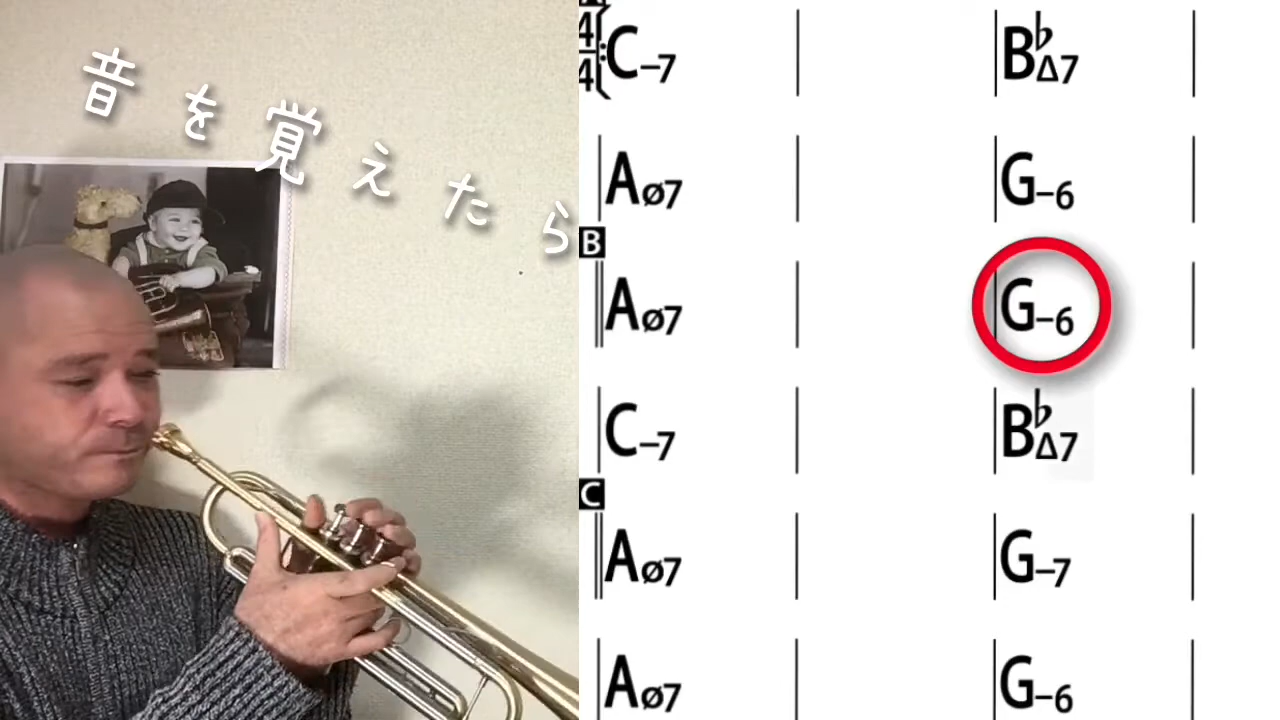 音を覚えたら
4/4 C–7 B♭Δ7
Aø7 G–6
B
Aø7 G–6
C–7 B♭Δ7
C
Aø7 G–7
Aø7 G–6